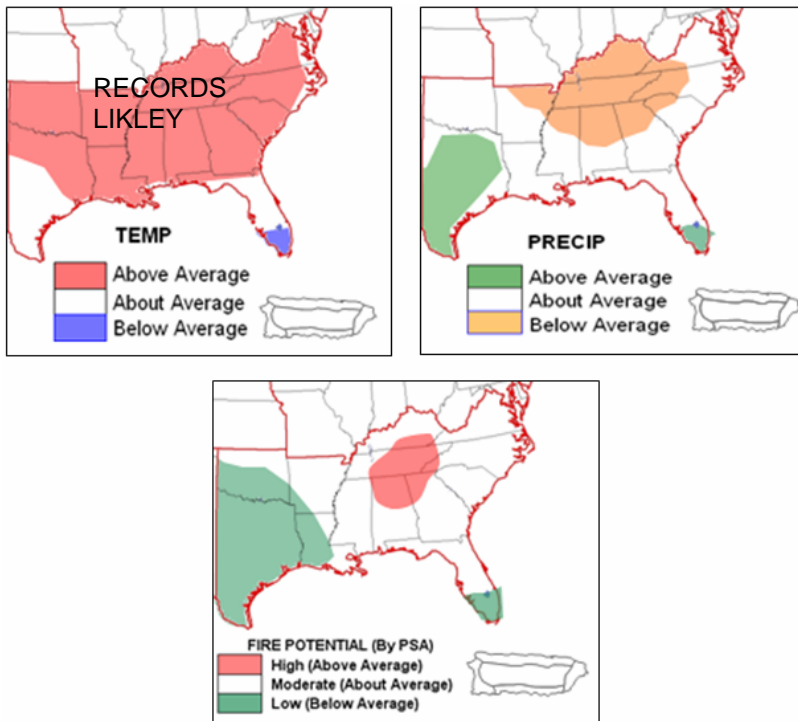 RECORDS
LIKLEY
TEMP
Above Average
About Average
Below Average
PRECIP
Above Average
About Average
Below Average
FIRE POTENTIAL (By PSA)
High (Above Average)
Moderate (About Average)
Low (Below Average)